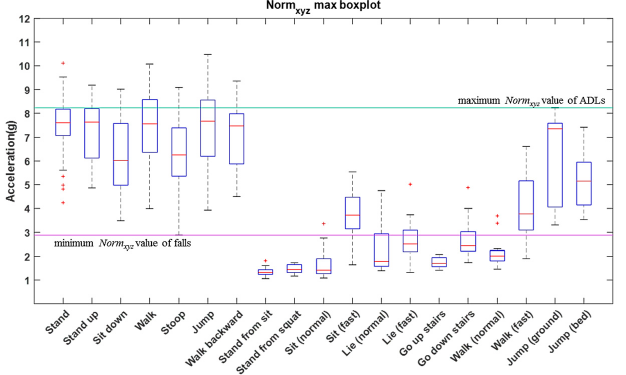 Norm_xyz max boxplot
12
11
10
9
8
7
6
5
4
3
2
1
Acceleration(g)
maximum Norm_xyz value of ADLs
minimum Norm_xyz value of falls
Stand
Stand up
Sit down
Walk
Stoop
Jump
Walk backward
Stand from sit
Stand from squat
Sit (normal)
Sit (fast)
Lie (normal)
Lie (fast)
Go up stairs
Go down stairs
Walk (normal)
Walk (fast)
Jump (ground)
Jump (bed)